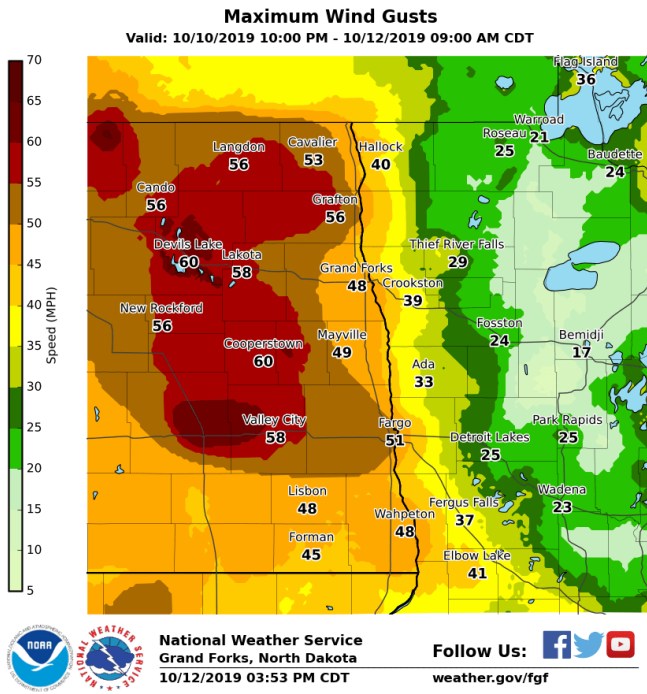 Maximum Wind Gusts
Valid: 10/10/2019 10:00 PM - 10/12/2019 09:00 AM CDT
70
65
60
55
50
45
40
35
30
25
20
15
10
5
Speed (MPH)
Flag Island
36
Warroad
21
Roseau
25
Baudette
24
Langdon
56
Cavalier
53
Hallock
40
Cando
56
Grafton
56
Devils Lake
60
Lakota
58
Thief River Falls
29
Grand Forks
48
Crookston
39
New Rockford
56
Cooperstown
60
Mayville
49
Fosston
24
Bemidji
17
Ada
33
Valley City
58
Fargo
51
Detroit Lakes
25
Park Rapids
25
Lisbon
48
Wahpeton
48
Fergus Falls
37
Wadena
23
Forman
45
Elbow Lake
41
NOAA
NATIONAL WEATHER SERVICE
National Weather Service
Grand Forks, North Dakota
10/12/2019 03:53 PM CDT
Follow Us:
weather.gov/fgf